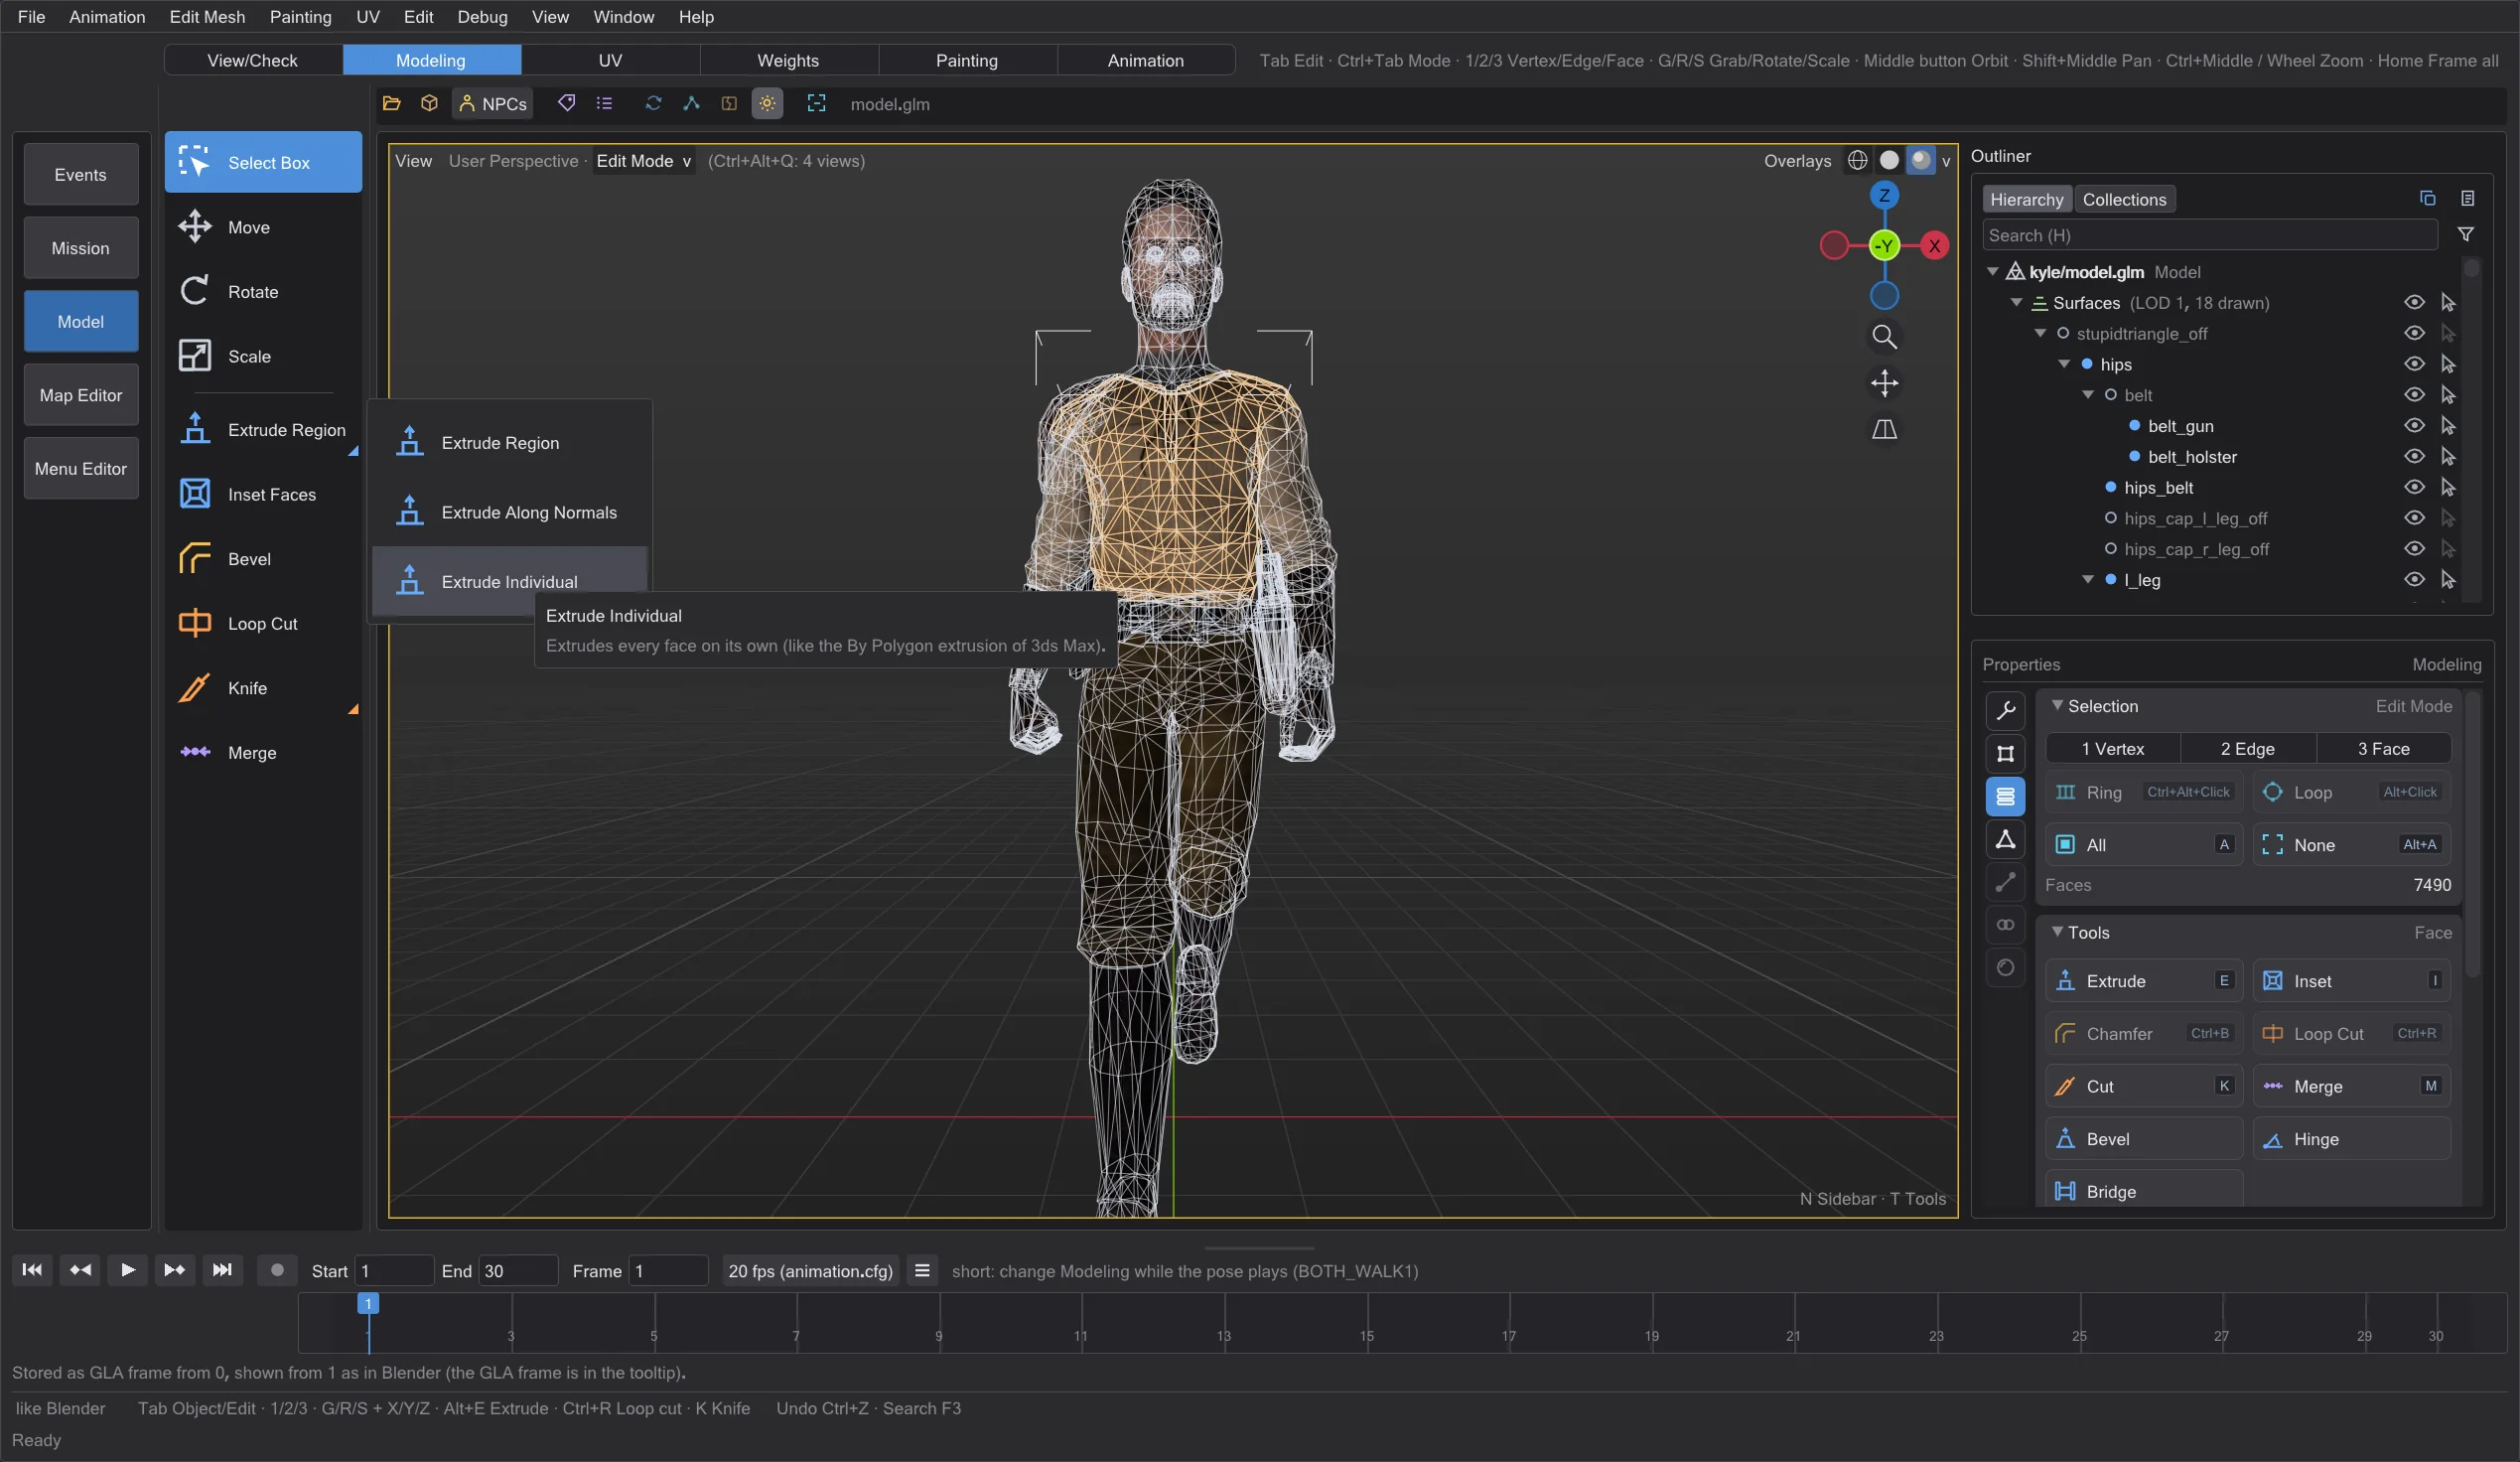 File Animation Edit Mesh Painting UV Edit Debug View Window Help
View/Check Modeling UV Weights Painting Animation
Tab Edit · Ctrl+Tab Mode · 1/2/3 Vertex/Edge/Face · G/R/S Grab/Rotate/Scale · Middle button Orbit · Shift+Middle Pan · Ctrl+Middle / Wheel Zoom · Home Frame all
NPCs
model.glm
Events
Mission
Model
Map Editor
Menu Editor
Select Box
Move
Rotate
Scale
Extrude Region
Inset Faces
Bevel
Loop Cut
Knife
Merge
View User Perspective · Edit Mode v (Ctrl+Alt+Q: 4 views)
Overlays v
Z
-Y
X
Extrude Region
Extrude Along Normals
Extrude Individual
Extrude Individual
Extrudes every face on its own (like the By Polygon extrusion of 3ds Max).
N Sidebar · T Tools
Outliner
Hierarchy Collections
Search (H)
kyle/model.glm Model
Surfaces (LOD 1, 18 drawn)
stupidtriangle_off
hips
belt
belt_gun
belt_holster
hips_belt
hips_cap_l_leg_off
hips_cap_r_leg_off
l_leg
Properties Modeling
Selection Edit Mode
1 Vertex 2 Edge 3 Face
Ring Ctrl+Alt+Click Loop Alt+Click
All A None Alt+A
Faces 7490
Tools Face
Extrude E Inset I
Chamfer Ctrl+B Loop Cut Ctrl+R
Cut K Merge M
Bevel Hinge
Bridge
Start 1 End 30 Frame 1 20 fps (animation.cfg) short: change Modeling while the pose plays (BOTH_WALK1)
1
1 3 5 7 9 11 13 15 17 19 21 23 25 27 29 30
Stored as GLA frame from 0, shown from 1 as in Blender (the GLA frame is in the tooltip).
like Blender Tab Object/Edit · 1/2/3 · G/R/S + X/Y/Z · Alt+E Extrude · Ctrl+R Loop cut · K Knife Undo Ctrl+Z · Search F3
Ready